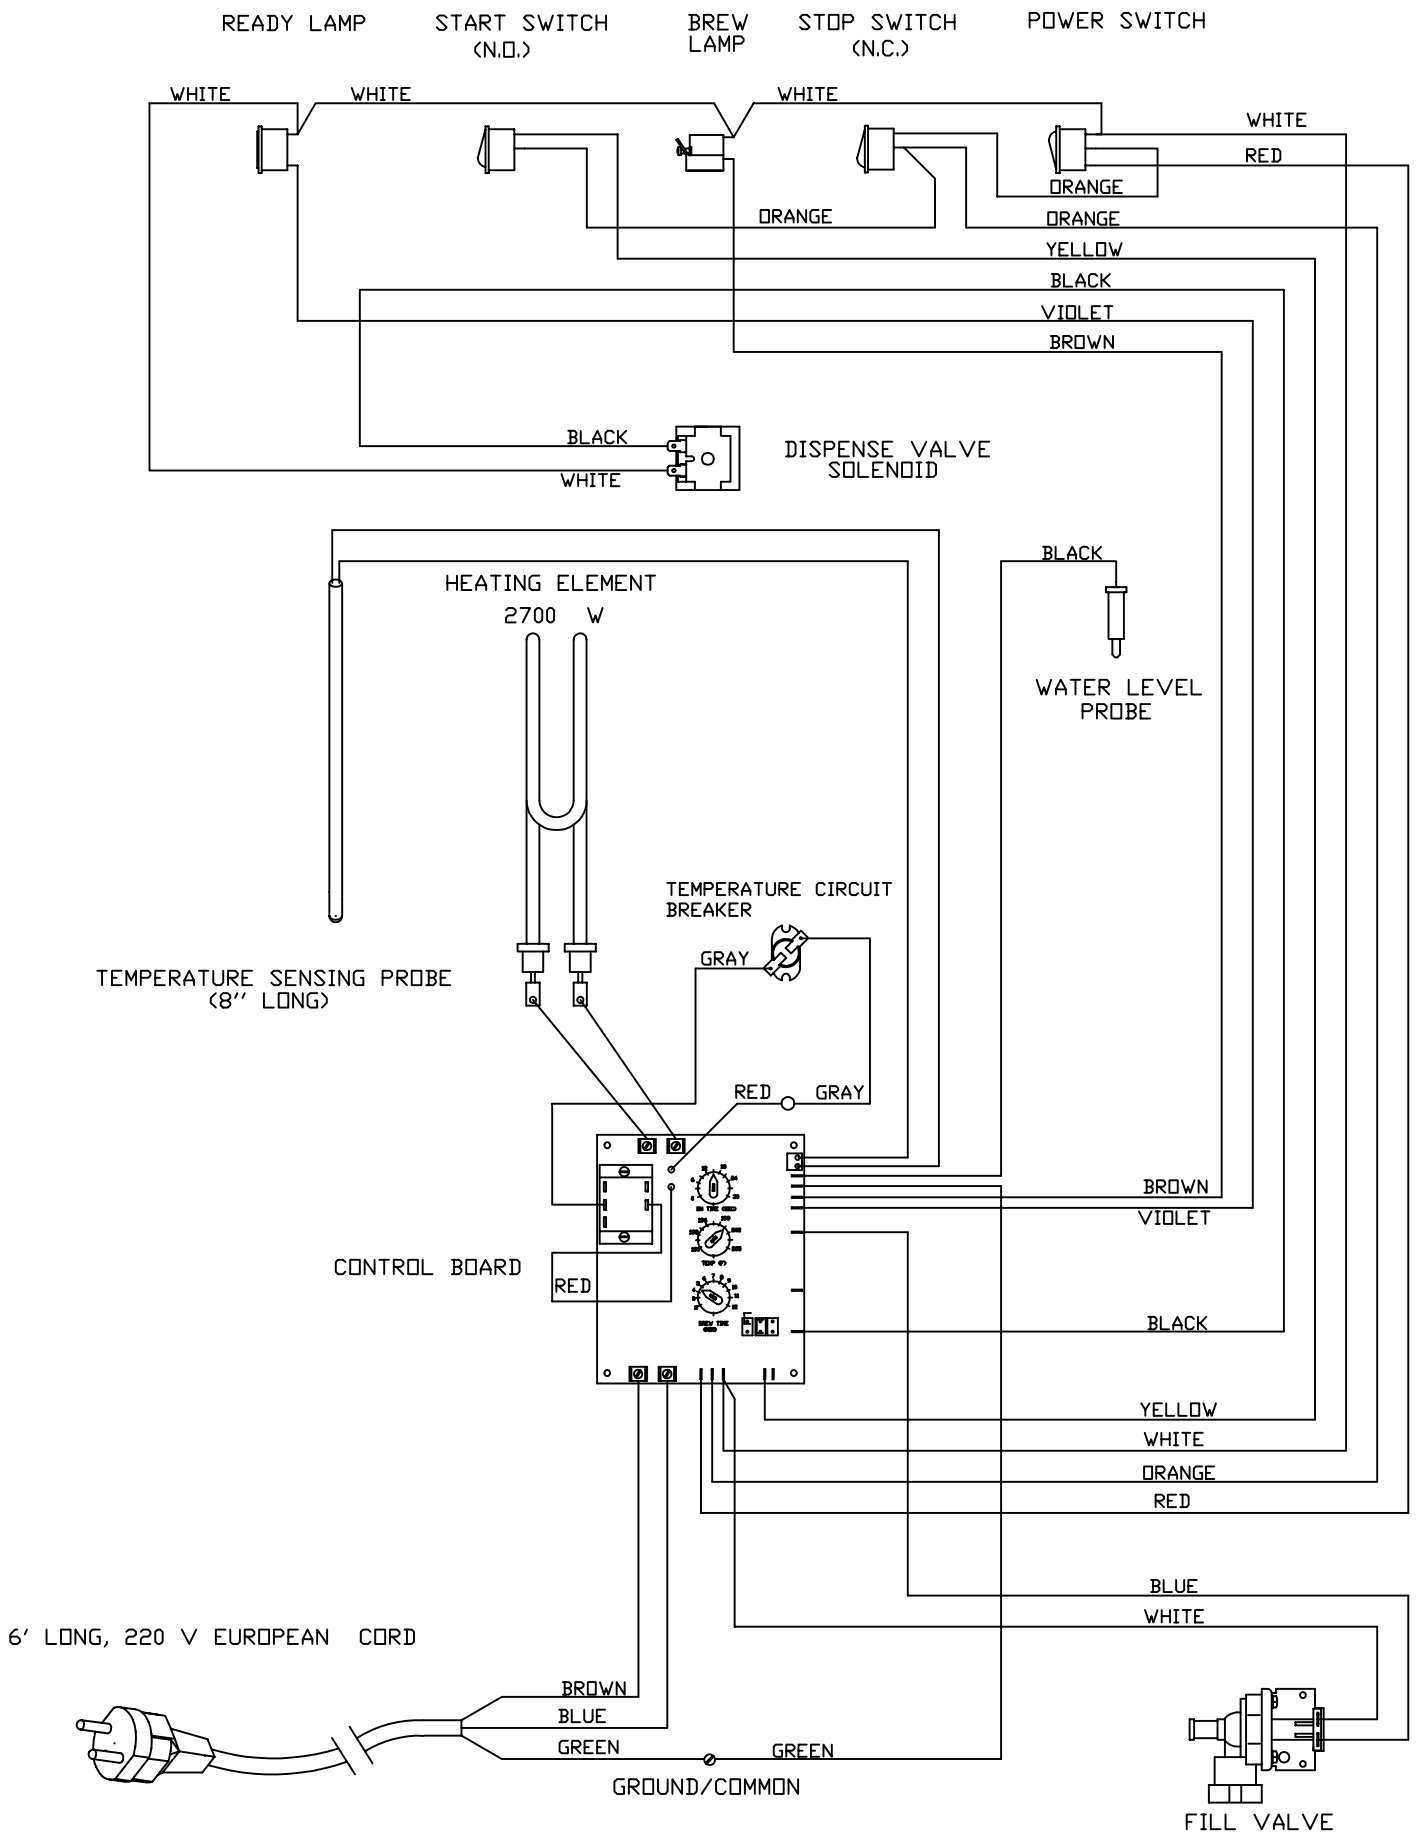 READY LAMP
START SWITCH
(N.O.)
BREW
LAMP
STOP SWITCH
(N.C.)
POWER SWITCH
WHITE
WHITE
WHITE
WHITE
RED
ORANGE
ORANGE
ORANGE
YELLOW
BLACK
VIOLET
BROWN
BLACK
WHITE
DISPENSE VALVE
SOLENOID
BLACK
HEATING ELEMENT
2700 W
WATER LEVEL
PROBE
TEMPERATURE CIRCUIT
BREAKER
GRAY
TEMPERATURE SENSING PROBE
(8'' LONG)
RED
GRAY
BROWN
VIOLET
CONTROL BOARD
RED
TEMP (F)
BREW TIME
BLACK
YELLOW
WHITE
ORANGE
RED
BLUE
WHITE
6' LONG, 220 V EUROPEAN CORD
BROWN
BLUE
GREEN
GREEN
GROUND/COMMON
FILL VALVE